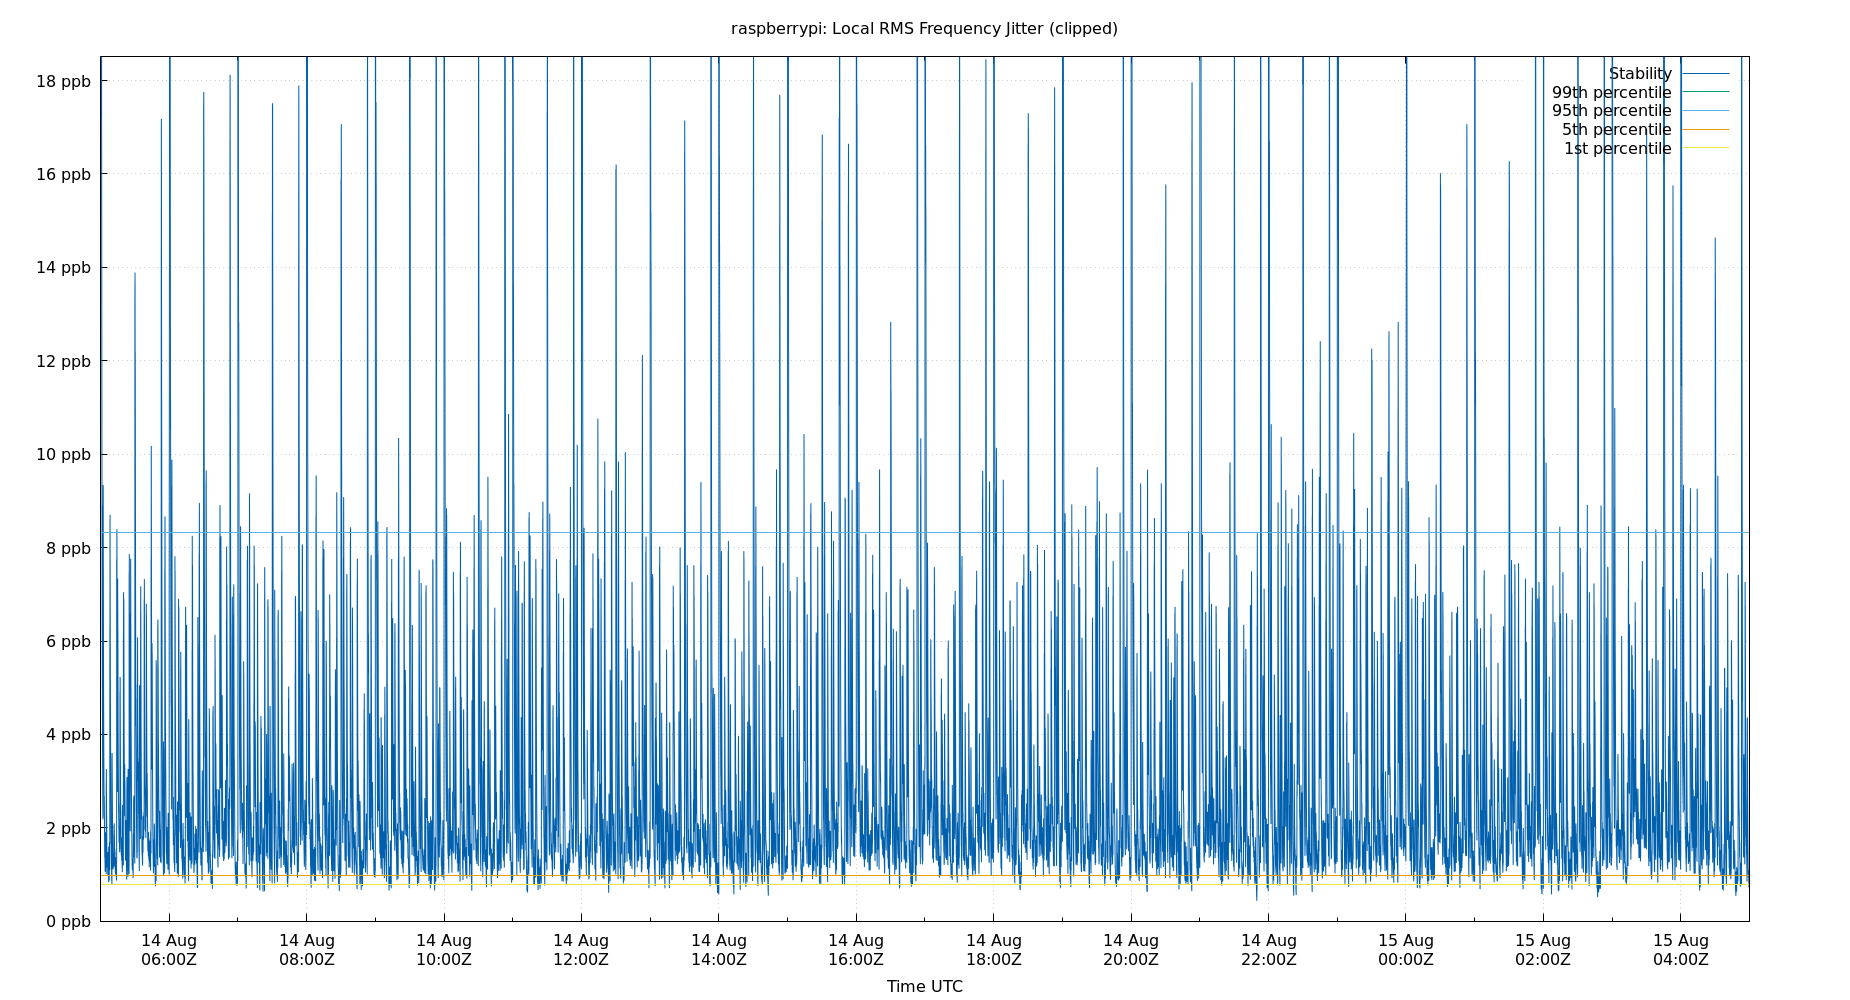 raspberrypi: Local RMS Frequency Jitter (clipped)
18 ppb
16 ppb
14 ppb
12 ppb
10 ppb
8 ppb
6 ppb
4 ppb
2 ppb
0 ppb
Stability
99th percentile
95th percentile
5th percentile
1st percentile
14 Aug 14 Aug 14 Aug 14 Aug 14 Aug 14 Aug 14 Aug 14 Aug 14 Aug 15 Aug 15 Aug 15 Aug
06:00Z 08:00Z 10:00Z 12:00Z 14:00Z 16:00Z 18:00Z 20:00Z 22:00Z 00:00Z 02:00Z 04:00Z
Time UTC